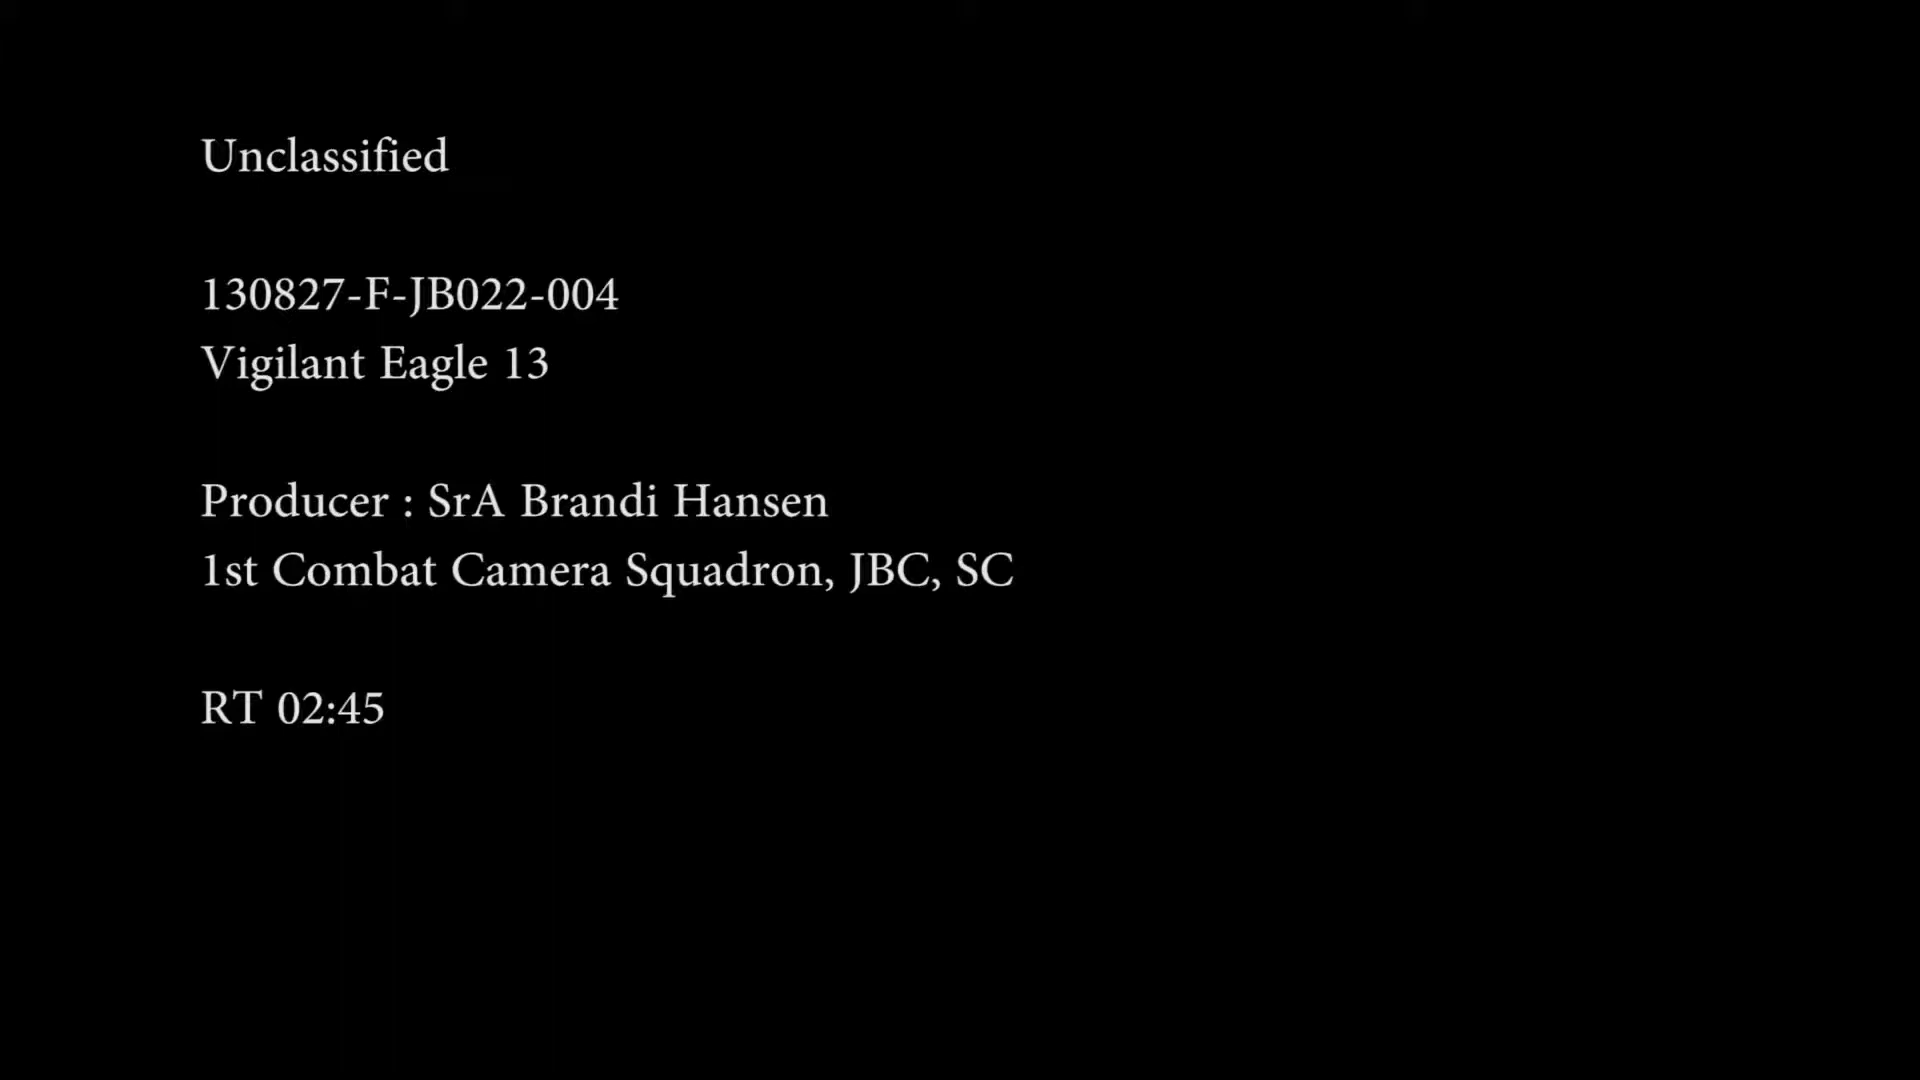 Unclassified
130827-F-JB022-004
Vigilant Eagle 13
Producer : SrA Brandi Hansen
1st Combat Camera Squadron, JBC, SC
RT 02:45